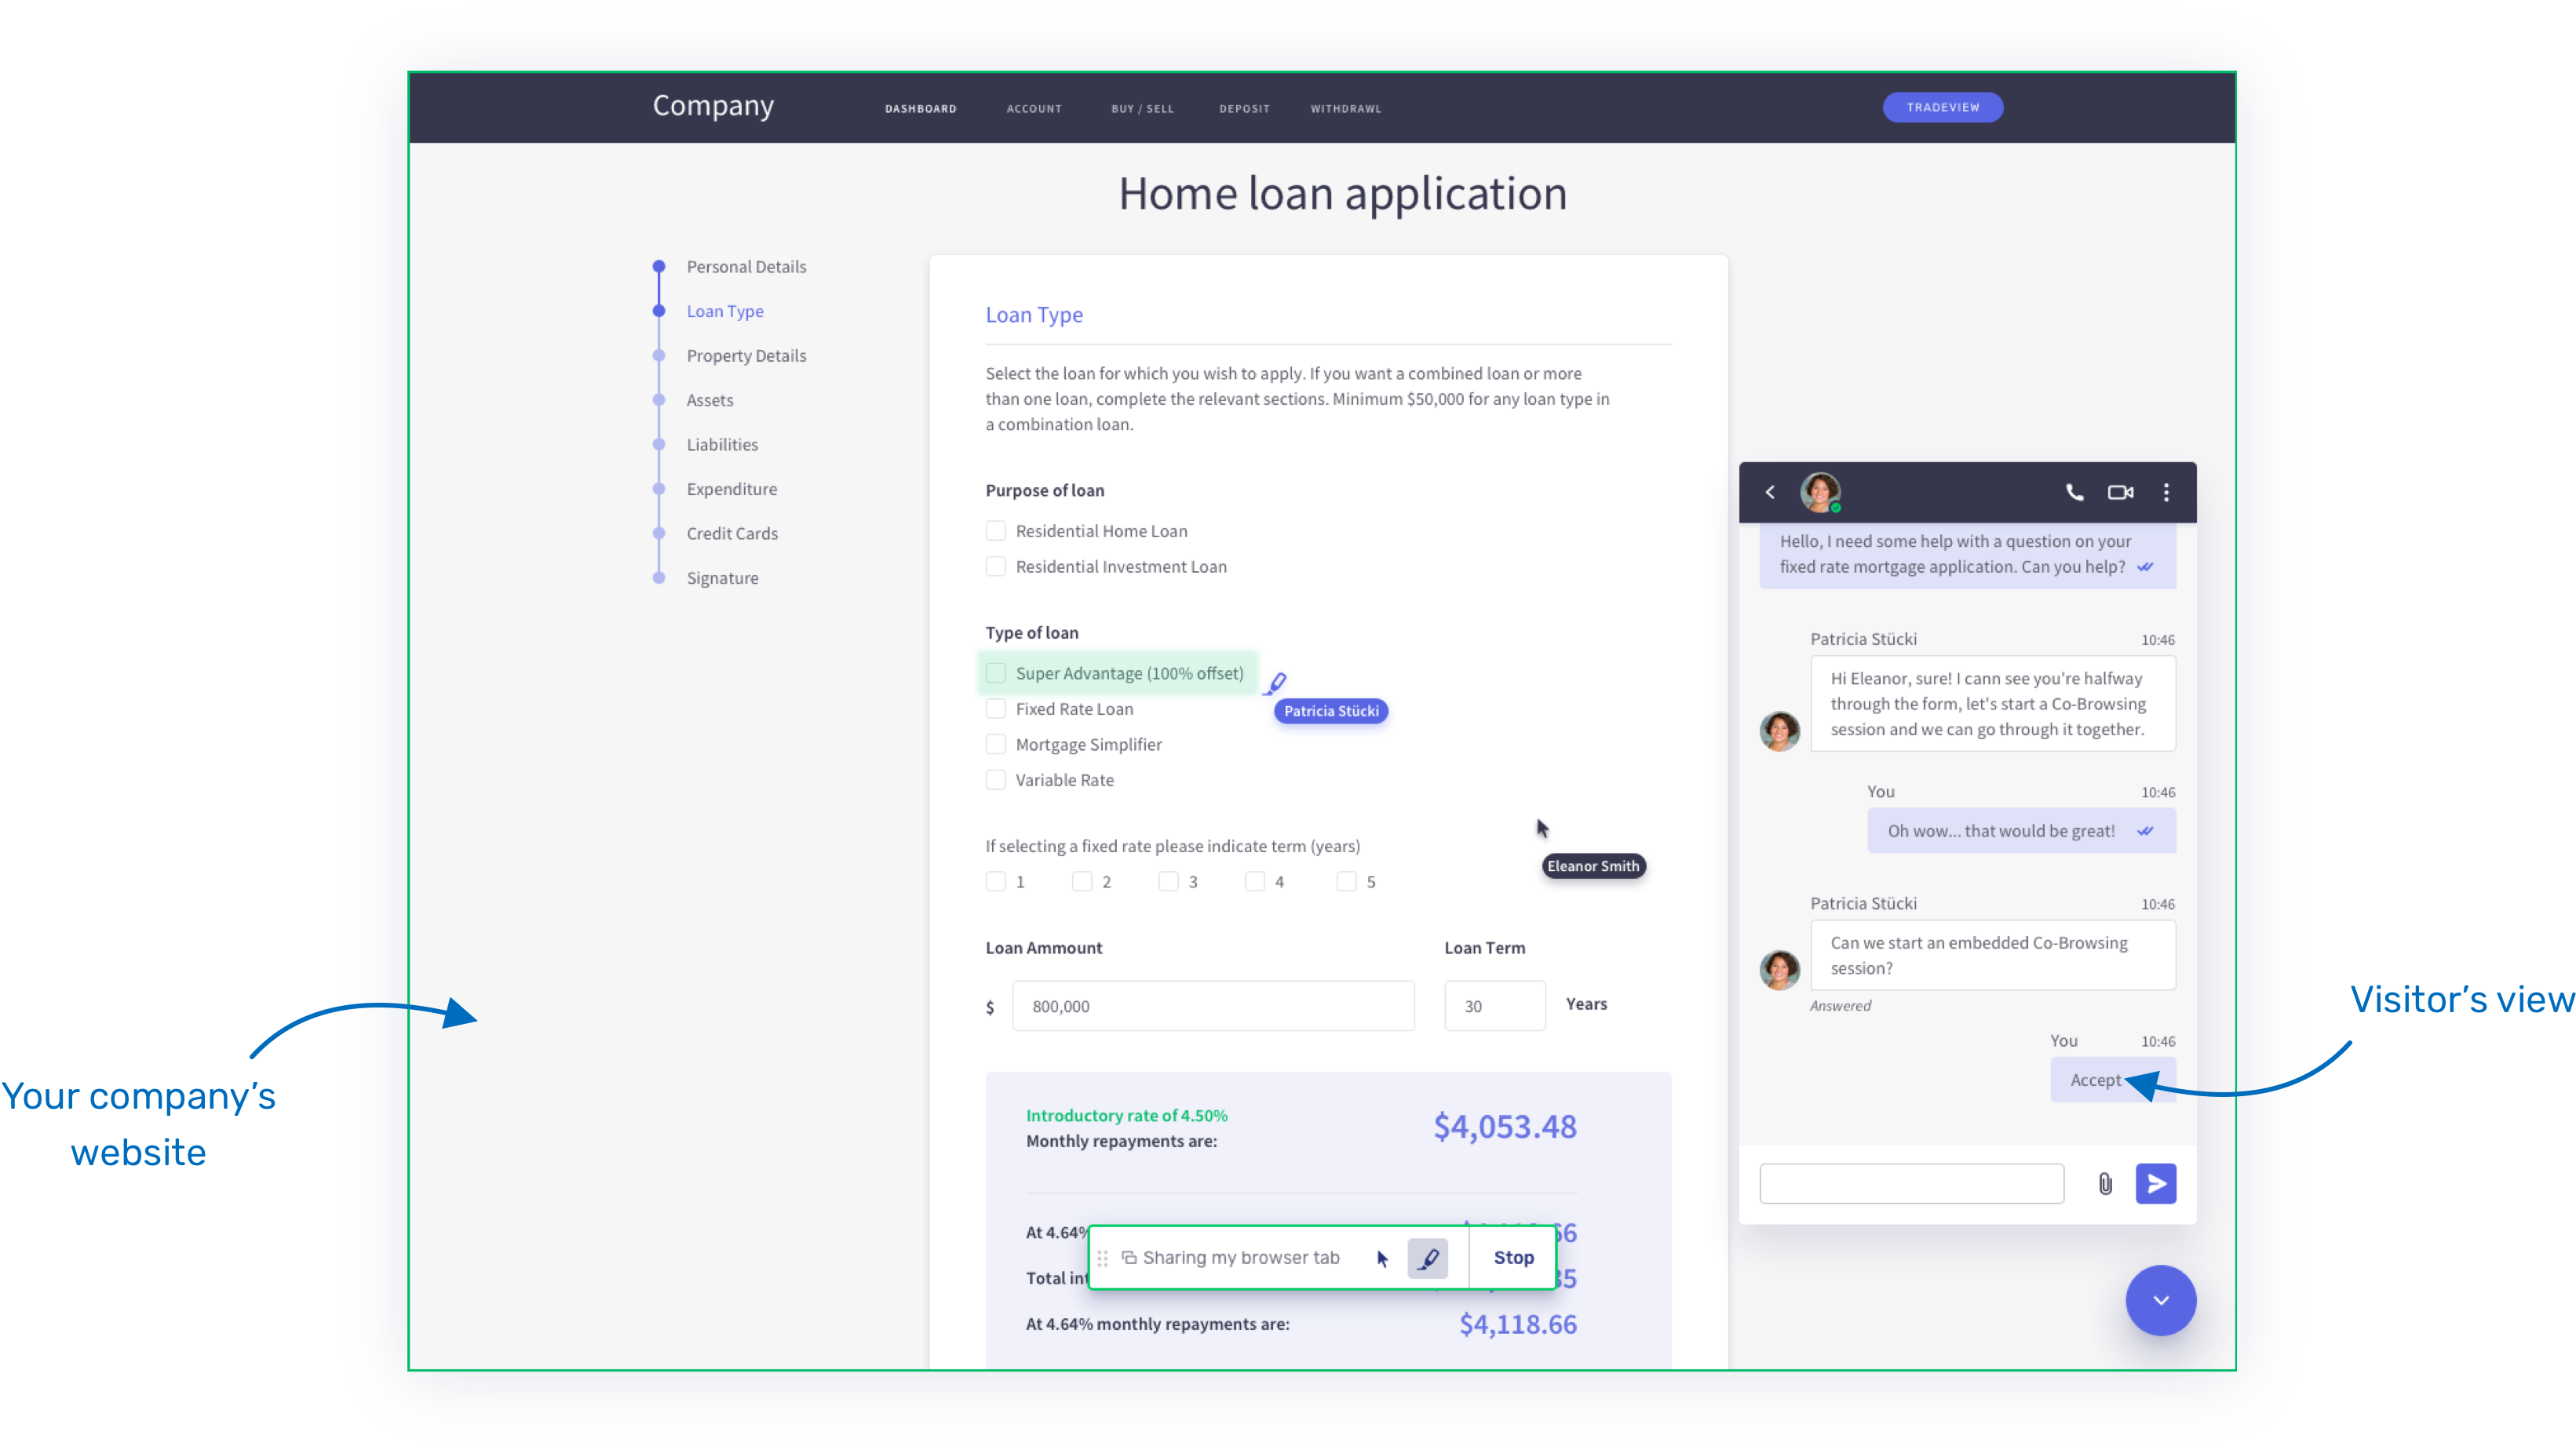 Company
DASHBOARD
ACCOUNT
BUY / SELL
DEPOSIT
WITHDRAWL
TRADEVIEW
Home loan application
Personal Details
Loan Type
Property Details
Assets
Liabilities
Expenditure
Credit Cards
Signature
Loan Type
Select the loan for which you wish to apply. If you want a combined loan or more
than one loan, complete the relevant sections. Minimum $50,000 for any loan type in
a combination loan.
Purpose of loan
Residential Home Loan
Residential Investment Loan
Type of loan
Super Advantage (100% offset)
Patricia Stücki
Fixed Rate Loan
Mortgage Simplifier
Variable Rate
Eleanor Smith
If selecting a fixed rate please indicate term (years)
1 2 3 4 5
Loan Ammount
Loan Term
$ 800,000
30 Years
Introductory rate of 4.50%
Monthly repayments are:
$4,053.48
At 4.64%
Total
Sharing my browser tab
Stop
At 4.64% monthly repayments are:
$4,118.66
Hello, I need some help with a question on your
fixed rate mortgage application. Can you help?
Patricia Stücki 10:46
Hi Eleanor, sure! I cann see you're halfway
through the form, let's start a Co-Browsing
session and we can go through it together.
You 10:46
Oh wow... that would be great!
Patricia Stücki 10:46
Can we start an embedded Co-Browsing
session?
Answered
You 10:46
Accept
Your company's
website
Visitor's view